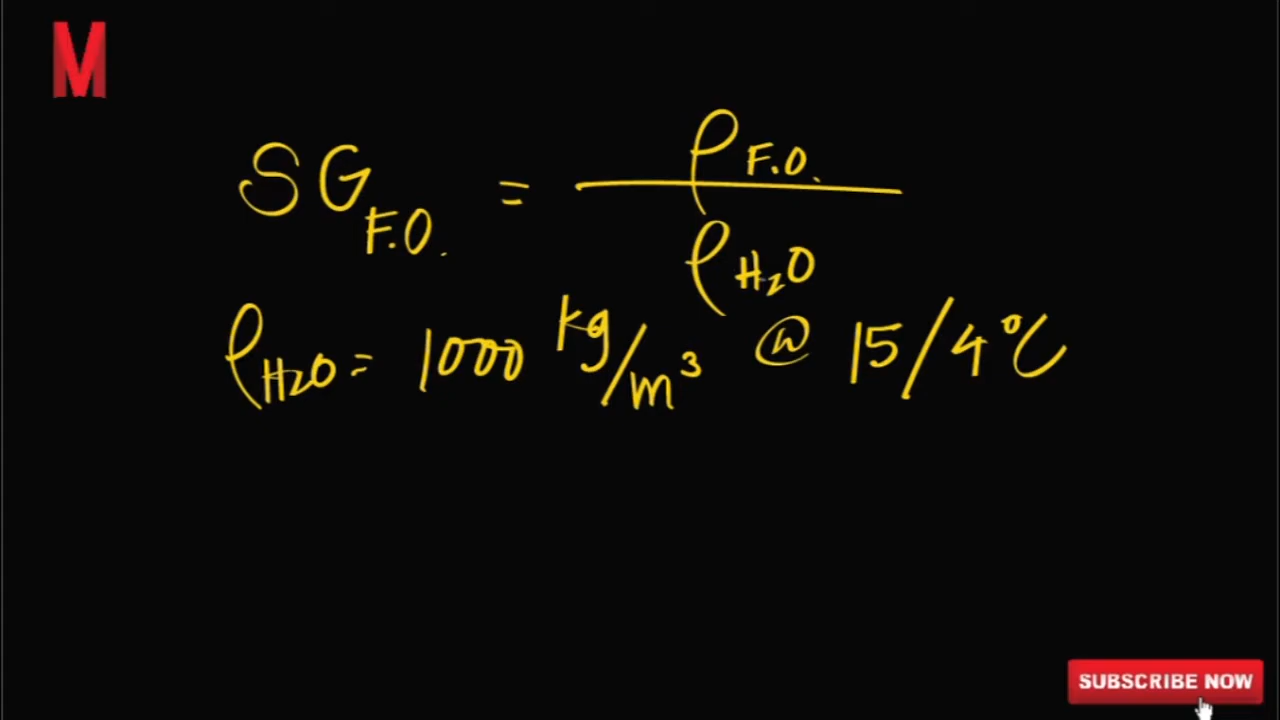 M
SG F.O. = ρ F.O. / ρ H₂O
ρ H2O = 1000 kg/m³ @ 15/4°C
SUBSCRIBE NOW